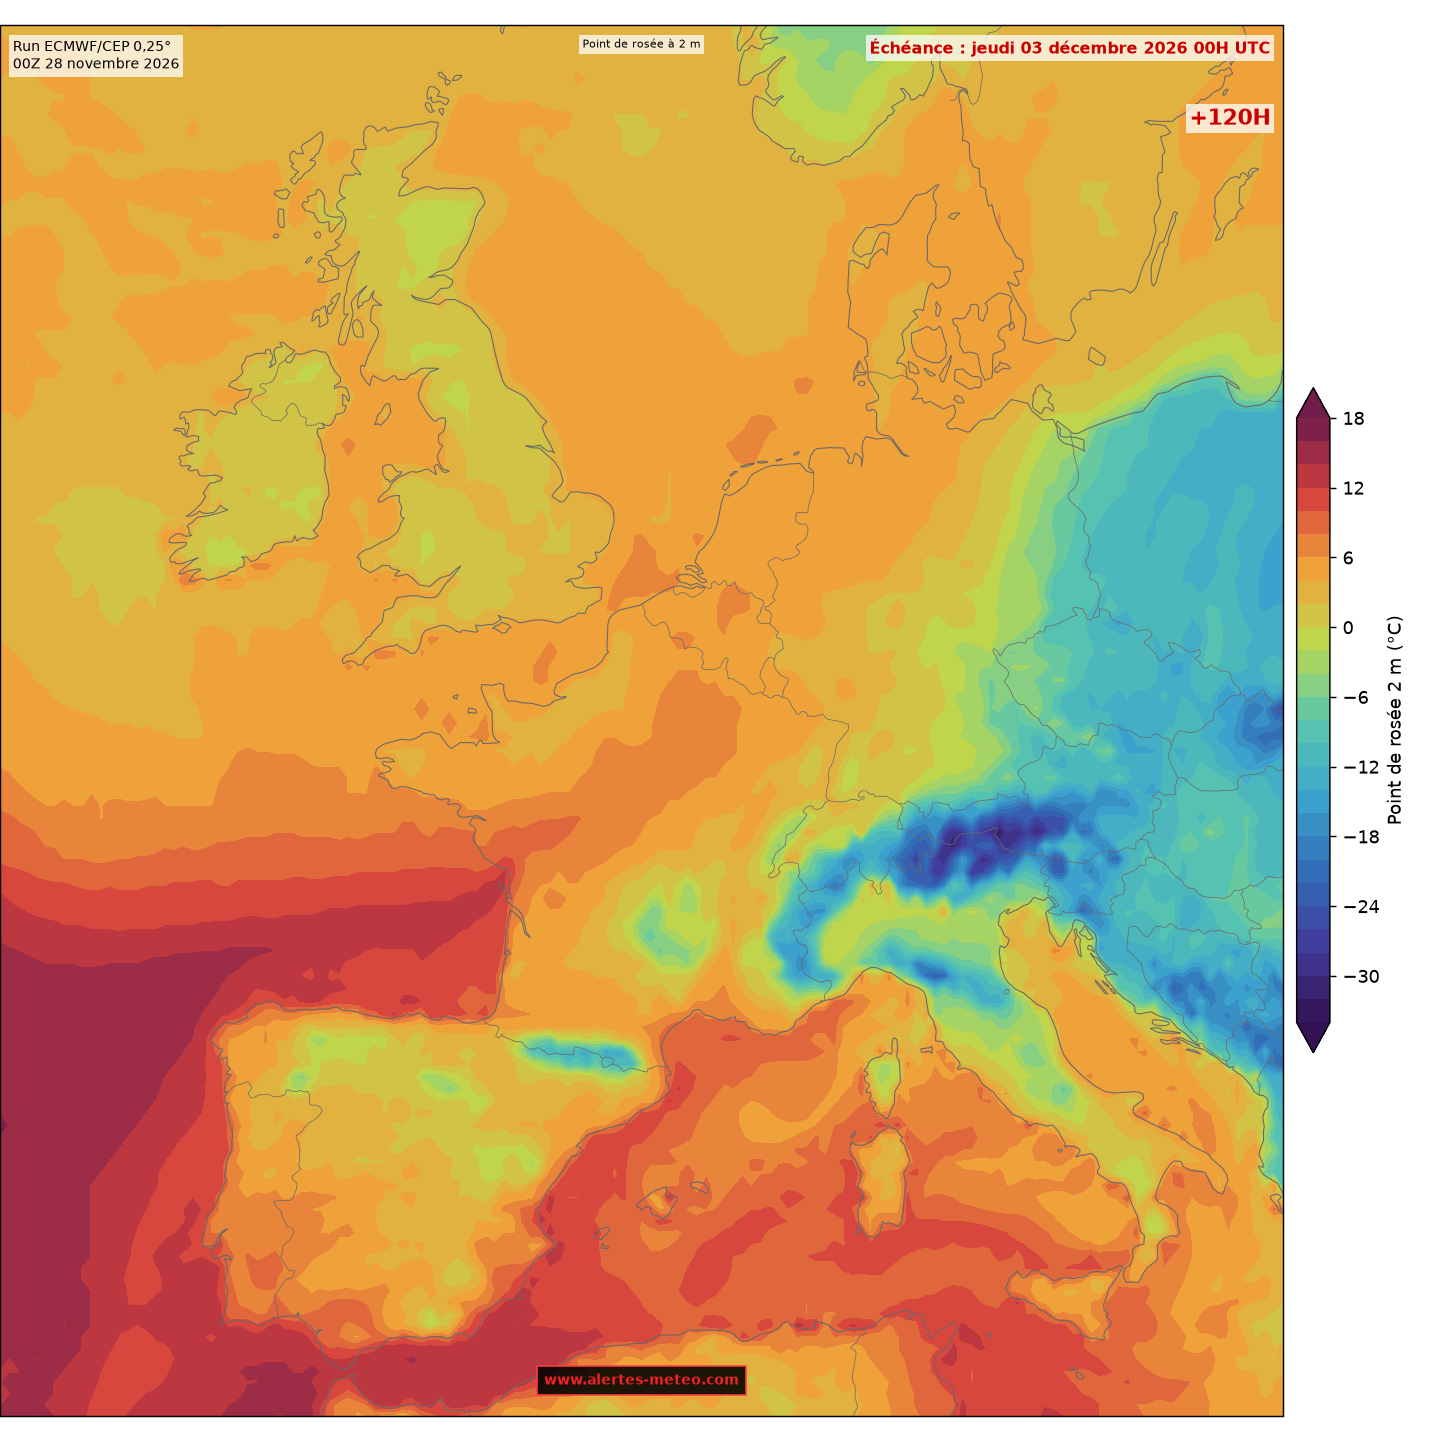 Run ECMWF/CEP 0,25°
00Z 28 novembre 2026
Point de rosée à 2 m
Échéance : jeudi 03 décembre 2026 00H UTC
+120H
18
12
6
0
−6
−12
−18
−24
−30
Point de rosée 2 m (°C)
www.alertes-meteo.com